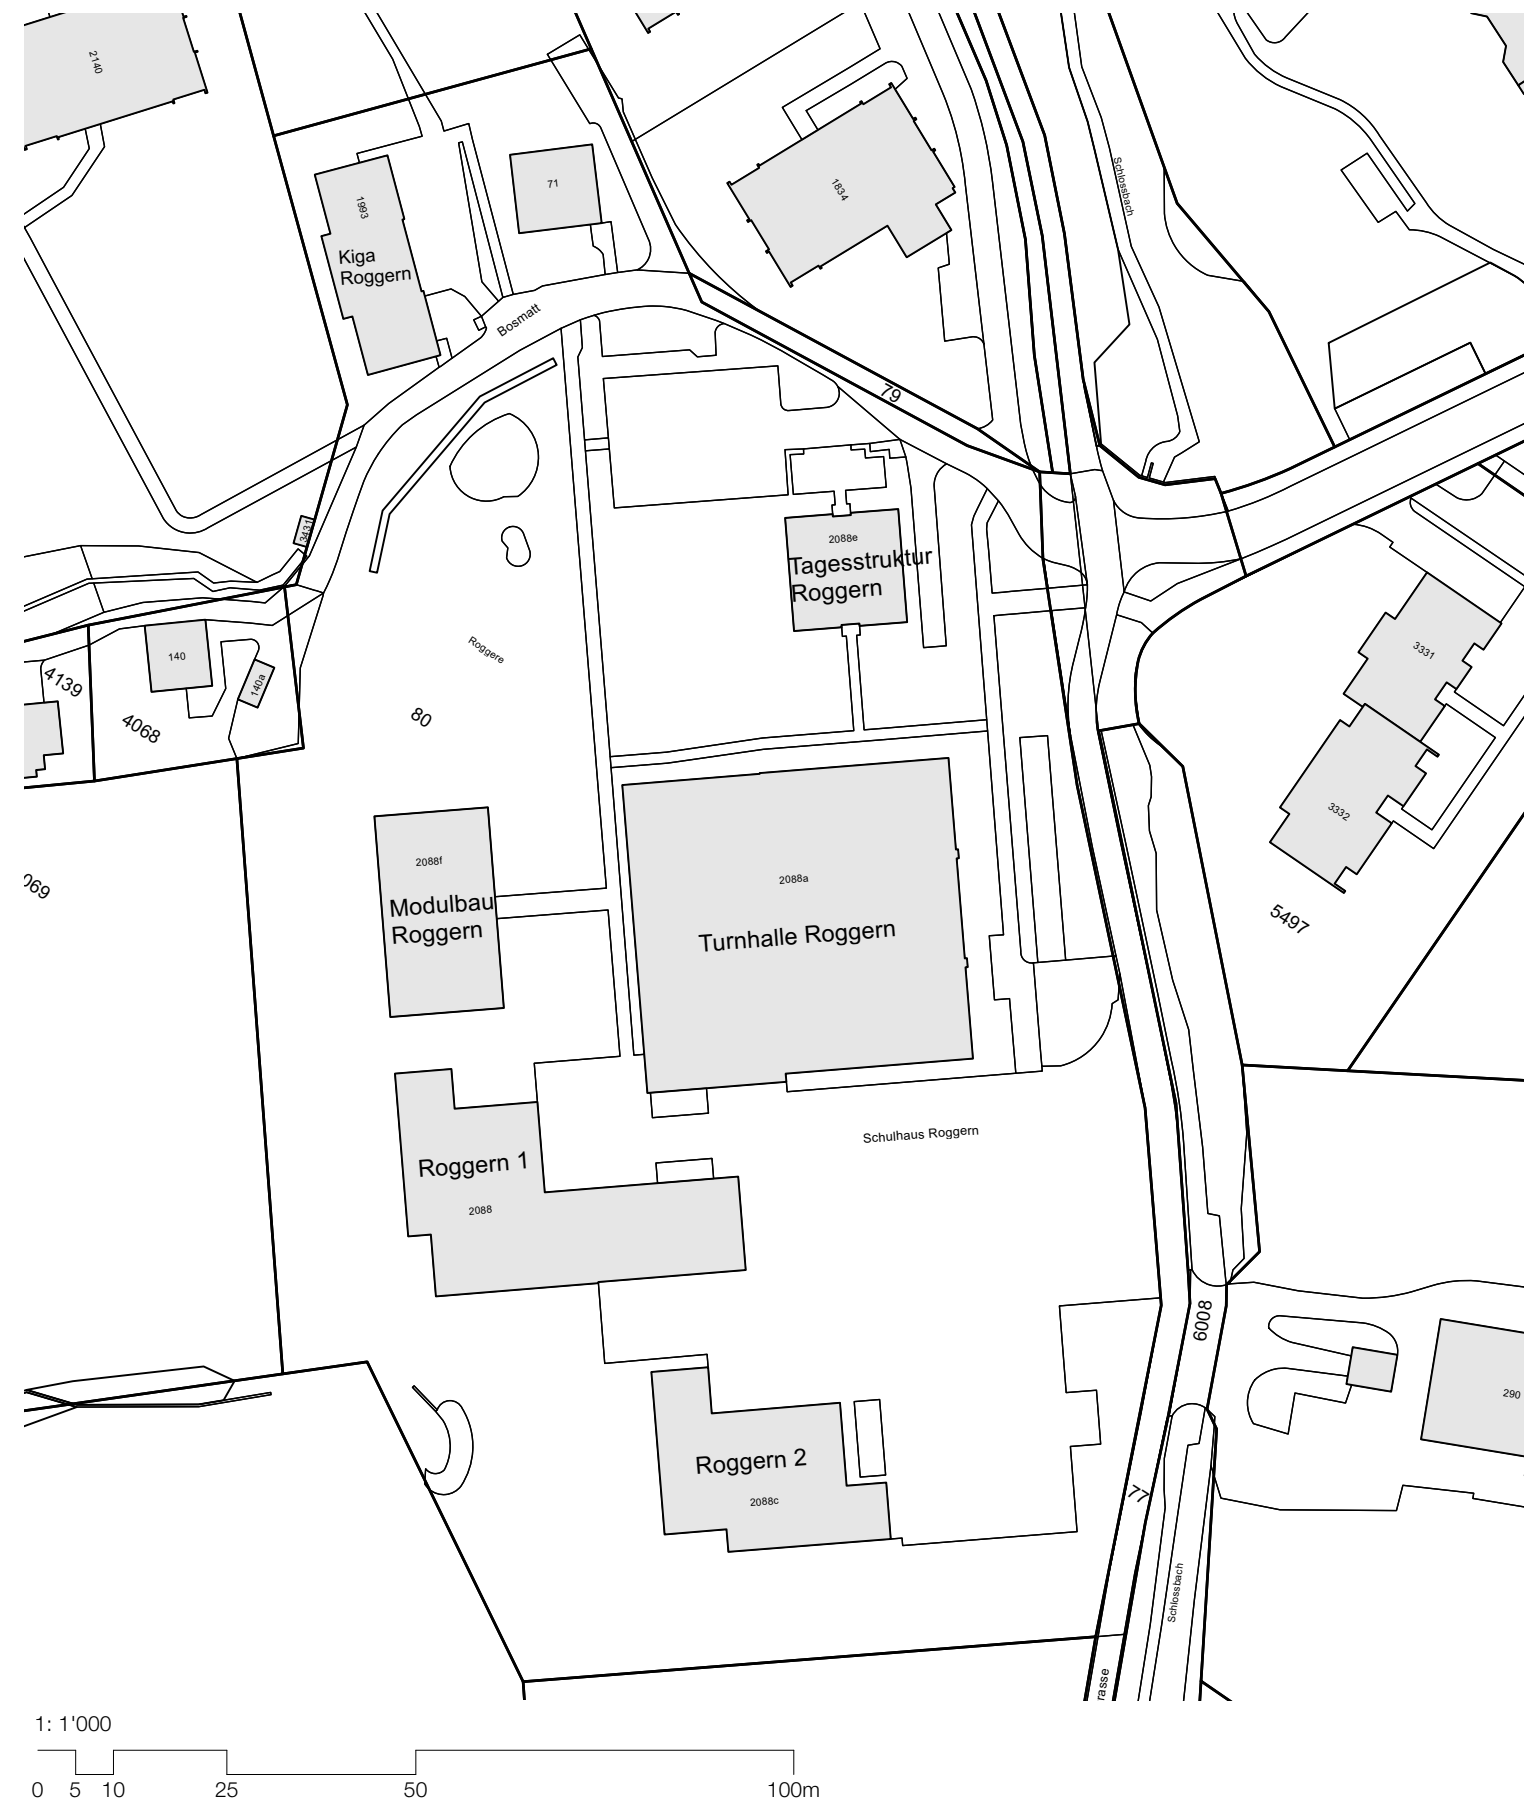 2140
Schlossbach
71
1834
1993
Kiga
Roggern
Bosmatt
79
3431
2088e
Tagesstruktur
Roggern
140
140a
4139
4068
80
Roggere
3331
3332
5497
069
2088f
Modulbau
Roggern
2088a
Turnhalle Roggern
Schulhaus Roggern
Roggern 1
2088
6008
290
Roggern 2
2088c
77
Schlossbach
rasse
1: 1'000
0 5 10 25 50 100m